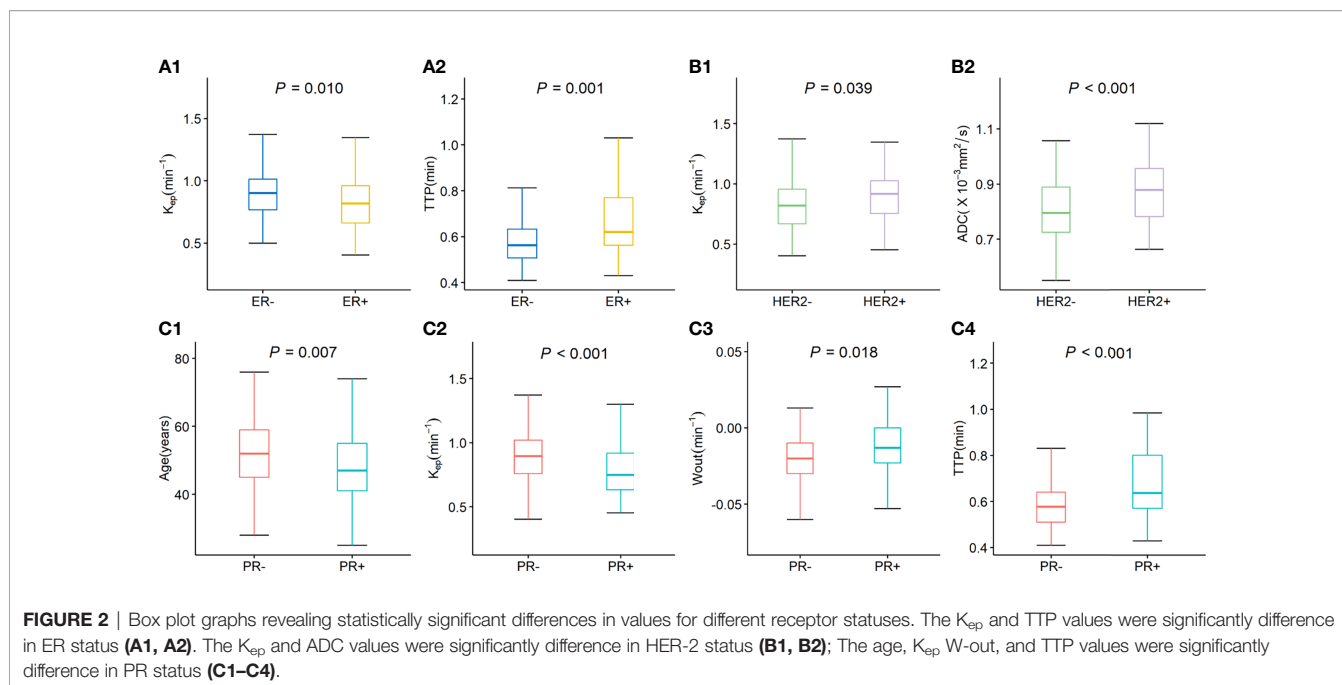 A1
P = 0.010
1.5
1.0
0.5
Kep(min−1)
ER-
ER+
A2
P = 0.001
1.2
1.0
0.8
0.6
0.4
TTP(min)
ER-
ER+
B1
P = 0.039
1.5
1.0
0.5
Kep(min−1)
HER2-
HER2+
B2
P < 0.001
1.1
0.9
0.7
ADC( X 10−3mm2/s)
HER2-
HER2+
C1
P = 0.007
80
60
40
Age(years)
PR-
PR+
C2
P < 0.001
1.5
1.0
0.5
Kep(min−1)
PR-
PR+
C3
P = 0.018
0.05
0.00
-0.05
Wout(min−1)
PR-
PR+
C4
P < 0.001
1.2
1.0
0.8
0.6
0.4
TTP(min)
PR-
PR+
FIGURE 2 | Box plot graphs revealing statistically significant differences in values for different receptor statuses. The Kep and TTP values were significantly difference
in ER status (A1, A2). The Kep and ADC values were significantly difference in HER-2 status (B1, B2); The age, Kep W-out, and TTP values were significantly
difference in PR status (C1–C4).